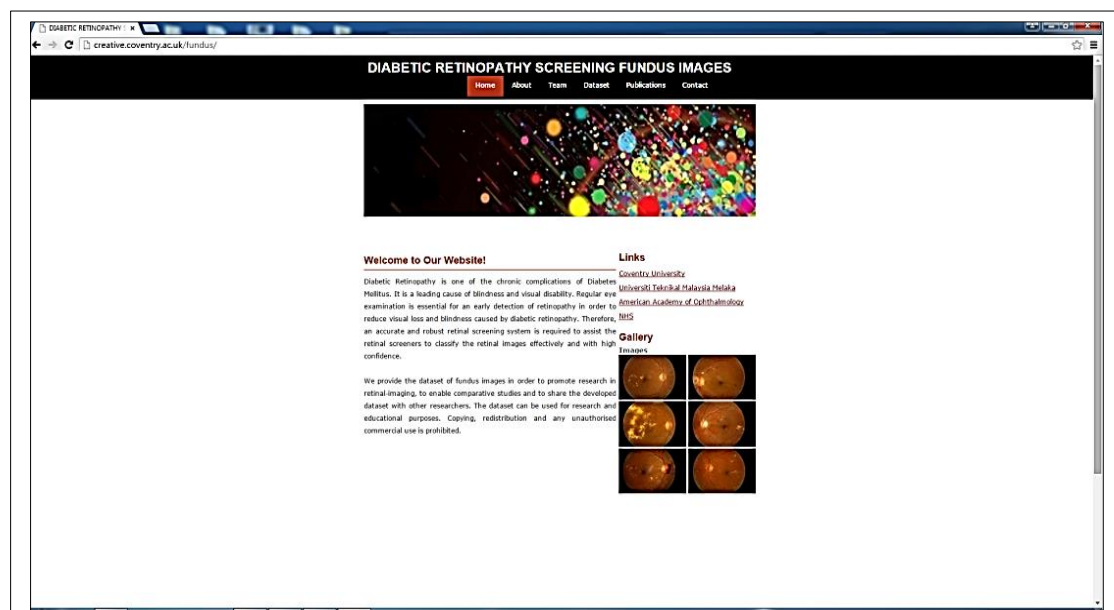 DIABETIC RETINOPATHY :
creative.coventry.ac.uk/fundus/
DIABETIC RETINOPATHY SCREENING FUNDUS IMAGES
Home About Team Dataset Publications Contact
Welcome to Our Website!
Diabetic Retinopathy is one of the chronic complications of Diabetes
Mellitus. It is a leading cause of blindness and visual disability. Regular eye
examination is essential for an early detection of retinopathy in order to
reduce visual loss and blindness caused by diabetic retinopathy. Therefore,
an accurate and robust retinal screening system is required to assist the
retinal screeners to classify the retinal images effectively and with high
confidence.
We provide the dataset of fundus images in order to promote research in
retinal-imaging, to enable comparative studies and to share the developed
dataset with other researchers. The dataset can be used for research and
educational purposes. Copying, redistribution and any unauthorised
commercial use is prohibited.
Links
Coventry University
Universiti Teknikal Malaysia Melaka
American Academy of Ophthalmology
NHS
Gallery
Images